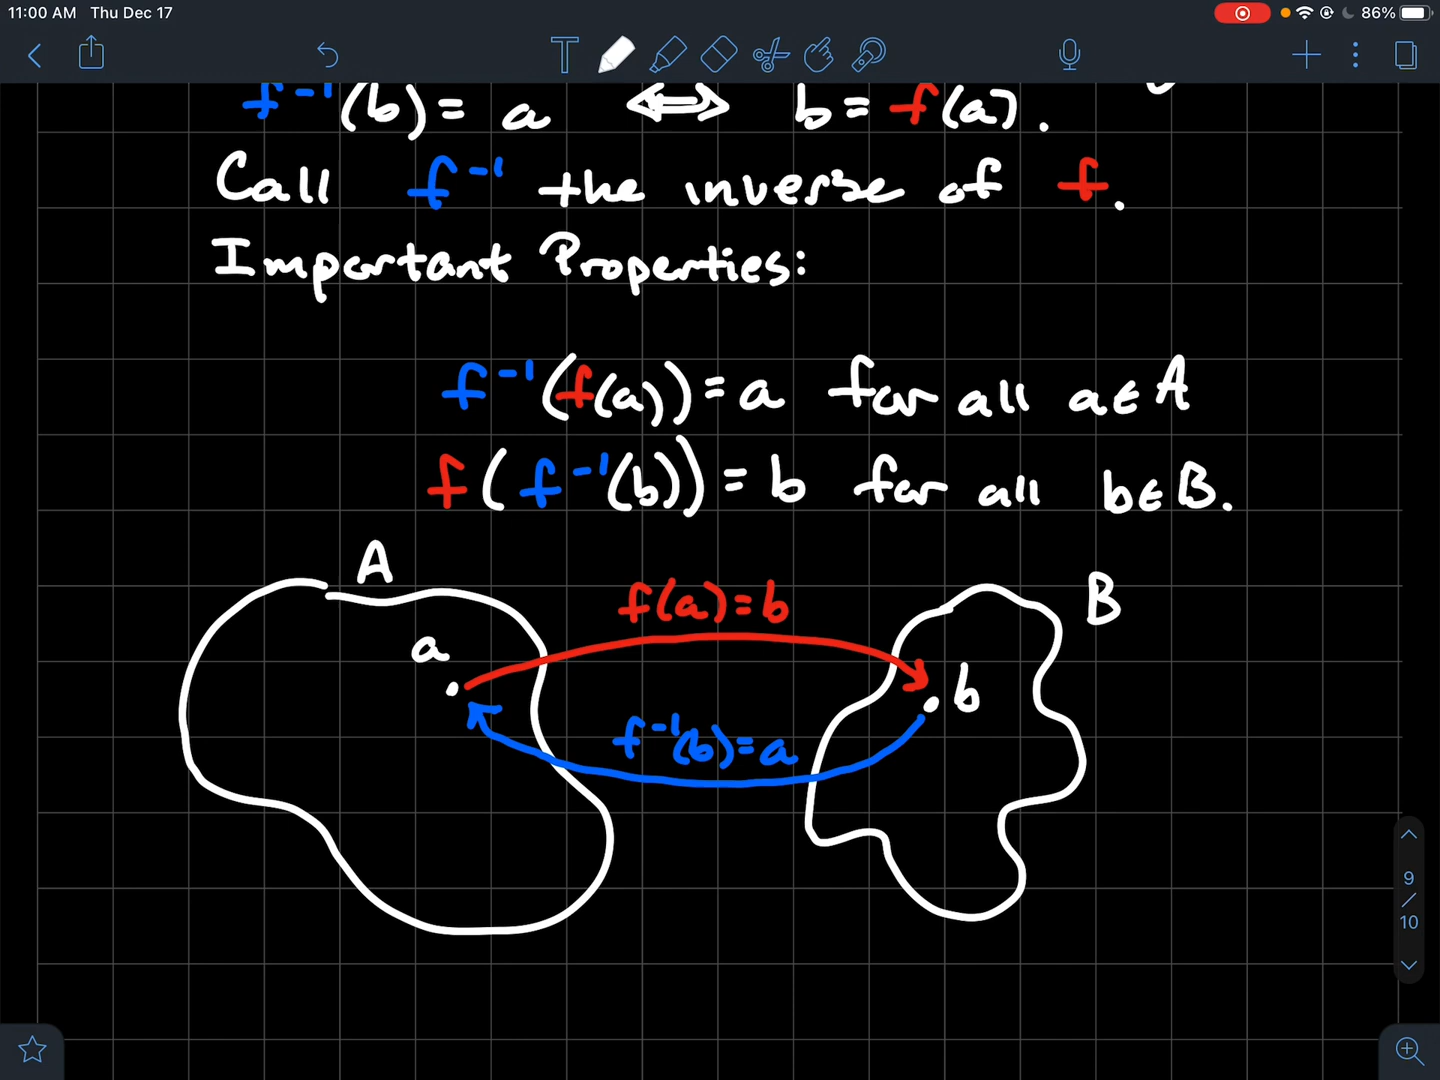 11:00 AM Thu Dec 17 86%
f⁻¹(b) = a ⟺ b = f(a).
Call f⁻¹ the inverse of f.
Important Properties:
f⁻¹(f(a)) = a for all a ∈ A
f(f⁻¹(b)) = b for all b ∈ B.
A
B
f(a) = b
a
b
f⁻¹(b) = a
9
/
10